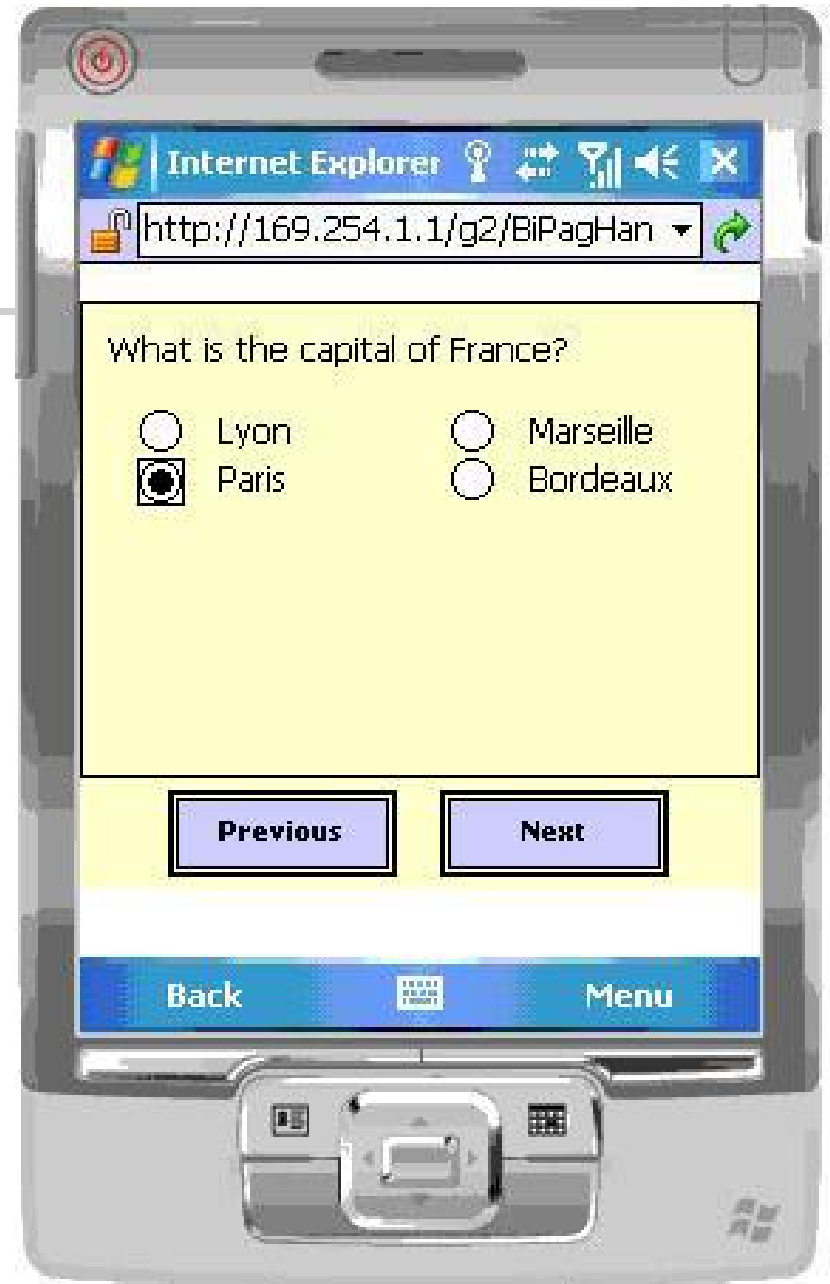 Internet Explorer
http://169.254.1.1/g2/BiPagHan
What is the capital of France?
Lyon Marseille
Paris Bordeaux
Previous Next
Back Menu